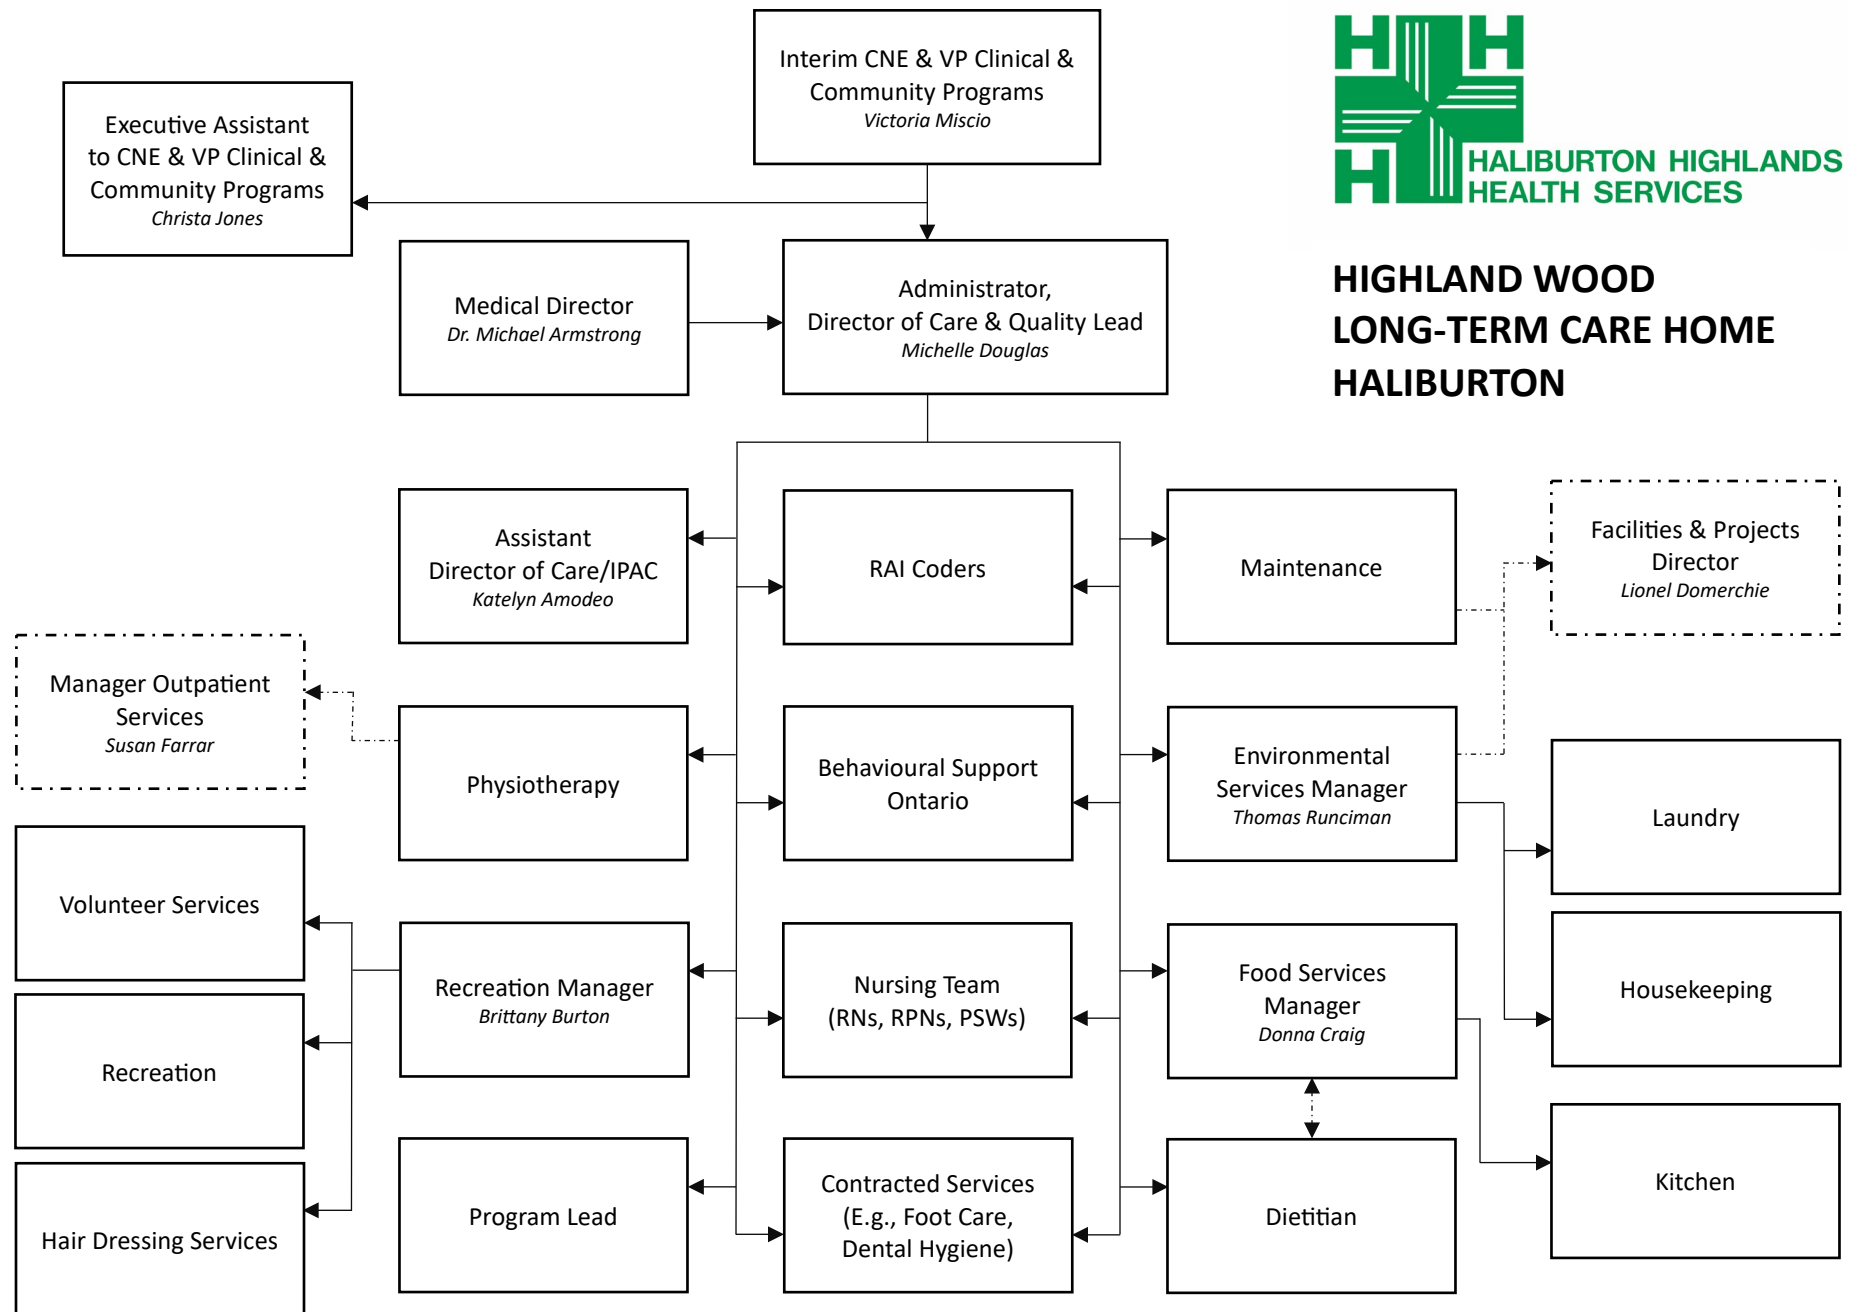 Interim CNE & VP Clinical &
Community Programs
Victoria Miscio
Executive Assistant
to CNE & VP Clinical &
Community Programs
Christa Jones
H H
H
HALIBURTON HIGHLANDS
HEALTH SERVICES
Medical Director
Dr. Michael Armstrong
Administrator,
Director of Care & Quality Lead
Michelle Douglas
HIGHLAND WOOD
LONG-TERM CARE HOME
HALIBURTON
Assistant
Director of Care/IPAC
Katelyn Amodeo
RAI Coders
Maintenance
Facilities & Projects
Director
Lionel Domerchie
Manager Outpatient
Services
Susan Farrar
Physiotherapy
Behavioural Support
Ontario
Environmental
Services Manager
Thomas Runciman
Laundry
Volunteer Services
Recreation Manager
Brittany Burton
Nursing Team
(RNs, RPNs, PSWs)
Food Services
Manager
Donna Craig
Housekeeping
Recreation
Program Lead
Contracted Services
(E.g., Foot Care,
Dental Hygiene)
Dietitian
Kitchen
Hair Dressing Services